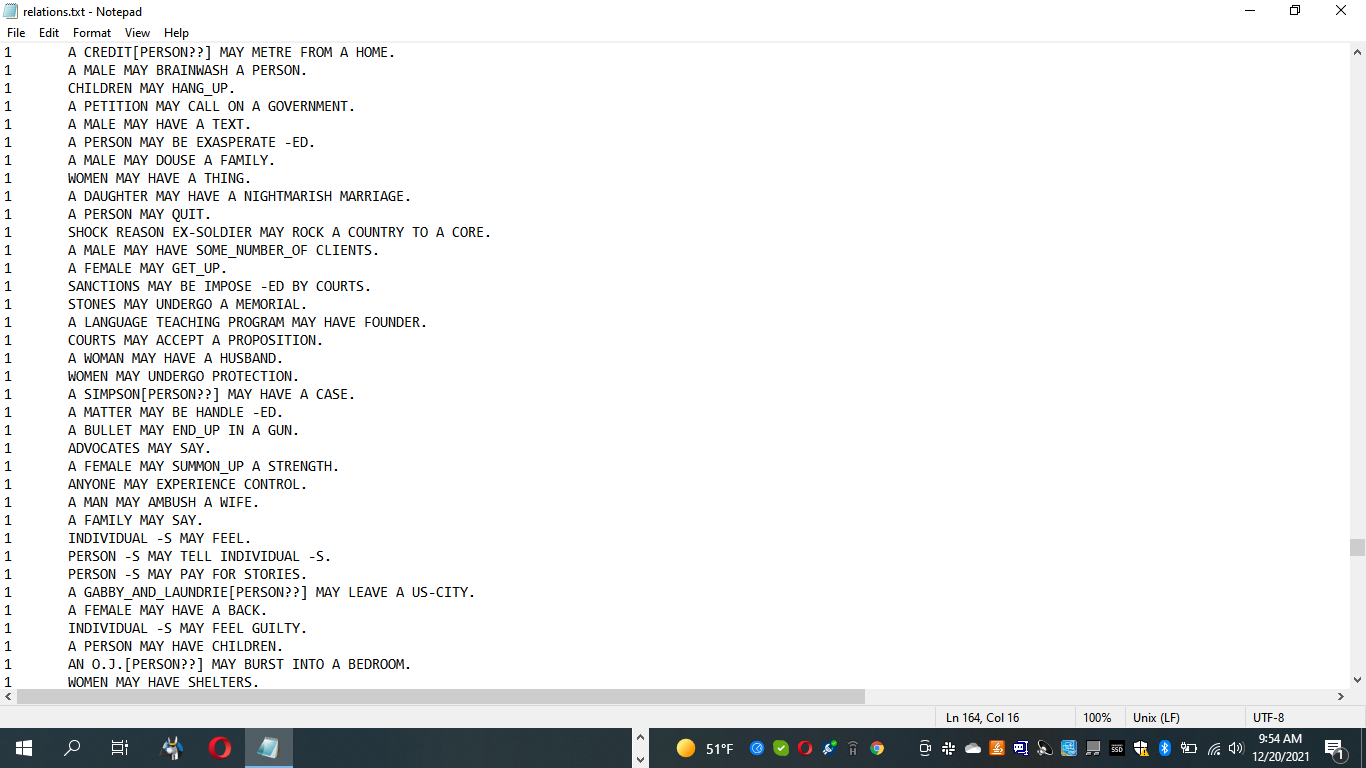 relations.txt - Notepad
File Edit Format View Help
1 A CREDIT[PERSON??] MAY METRE FROM A HOME.
1 A MALE MAY BRAINWASH A PERSON.
1 CHILDREN MAY HANG_UP.
1 A PETITION MAY CALL ON A GOVERNMENT.
1 A MALE MAY HAVE A TEXT.
1 A PERSON MAY BE EXASPERATE -ED.
1 A MALE MAY DOUSE A FAMILY.
1 WOMEN MAY HAVE A THING.
1 A DAUGHTER MAY HAVE A NIGHTMARISH MARRIAGE.
1 A PERSON MAY QUIT.
1 SHOCK REASON EX-SOLDIER MAY ROCK A COUNTRY TO A CORE.
1 A MALE MAY HAVE SOME_NUMBER_OF CLIENTS.
1 A FEMALE MAY GET_UP.
1 SANCTIONS MAY BE IMPOSE -ED BY COURTS.
1 STONES MAY UNDERGO A MEMORIAL.
1 A LANGUAGE TEACHING PROGRAM MAY HAVE FOUNDER.
1 COURTS MAY ACCEPT A PROPOSITION.
1 A WOMAN MAY HAVE A HUSBAND.
1 WOMEN MAY UNDERGO PROTECTION.
1 A SIMPSON[PERSON??] MAY HAVE A CASE.
1 A MATTER MAY BE HANDLE -ED.
1 A BULLET MAY END_UP IN A GUN.
1 ADVOCATES MAY SAY.
1 A FEMALE MAY SUMMON_UP A STRENGTH.
1 ANYONE MAY EXPERIENCE CONTROL.
1 A MAN MAY AMBUSH A WIFE.
1 A FAMILY MAY SAY.
1 INDIVIDUAL -S MAY FEEL.
1 PERSON -S MAY TELL INDIVIDUAL -S.
1 PERSON -S MAY PAY FOR STORIES.
1 A GABBY_AND_LAUNDRIE[PERSON??] MAY LEAVE A US-CITY.
1 A FEMALE MAY HAVE A BACK.
1 INDIVIDUAL -S MAY FEEL GUILTY.
1 A PERSON MAY HAVE CHILDREN.
1 AN O.J.[PERSON??] MAY BURST INTO A BEDROOM.
1 WOMEN MAY HAVE SHELTERS.
Ln 164, Col 16 100% Unix (LF) UTF-8
51°F SSD 9:54 AM
12/20/2021 1